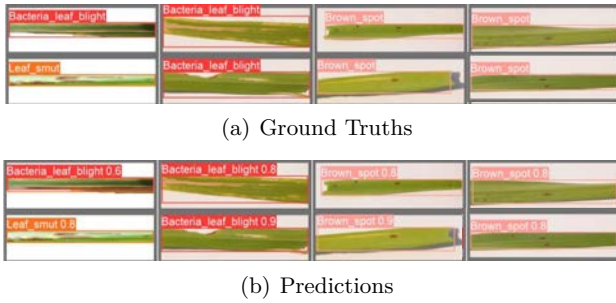 Bacteria_leaf_blight Bacteria_leaf_blight Brown_spot Brown_spot
Leaf_smut Bacteria_leaf_blight Brown_spot Brown_spot
(a) Ground Truths
Bacteria_leaf_blight 0.6 Bacteria_leaf_blight 0.8 Brown_spot 0.8 Brown_spot 0.8
Leaf_smut 0.8 Bacteria_leaf_blight 0.9 Brown_spot 0.9 Brown_spot 0.8
(b) Predictions